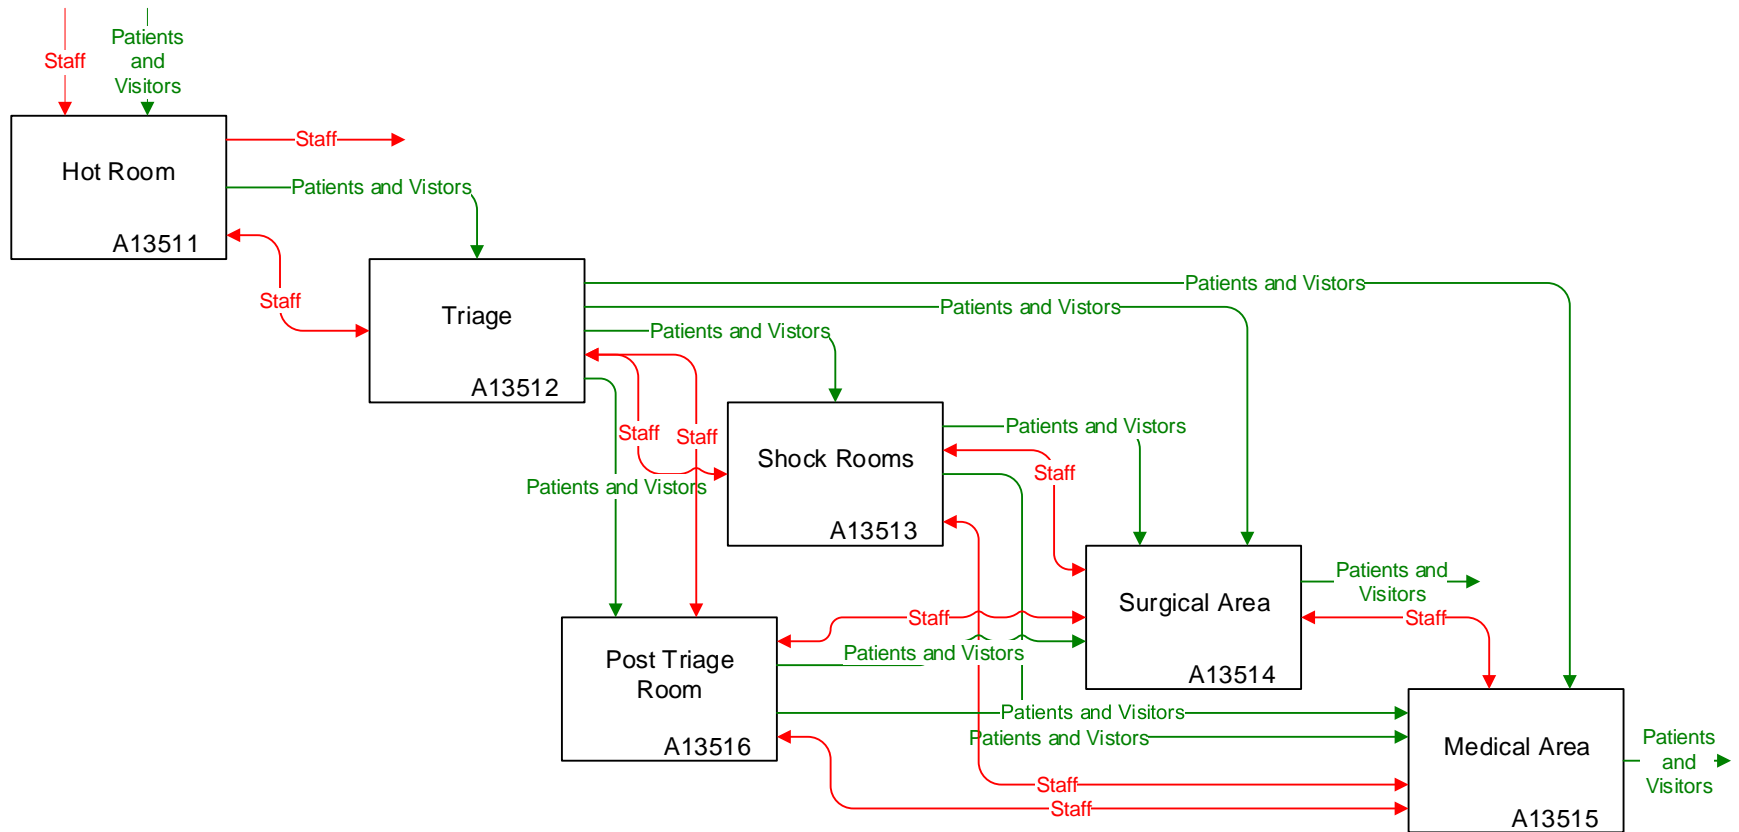 Patients
and
Visitors
Staff
Staff
Hot Room
Patients and Vistors
A13511
Patients and Vistors
Staff
Patients and Vistors
Triage
Patients and Vistors
A13512
Patients and Vistors
Staff
Staff
Shock Rooms
Staff
Patients and Vistors
A13513
Patients and
Visitors
Surgical Area
Staff
Staff
Patients and Vistors
Post Triage
Room
A13514
Patients and Visitors
Patients and Vistors
A13516
Medical Area
Patients
and
Visitors
Staff
Staff
A13515